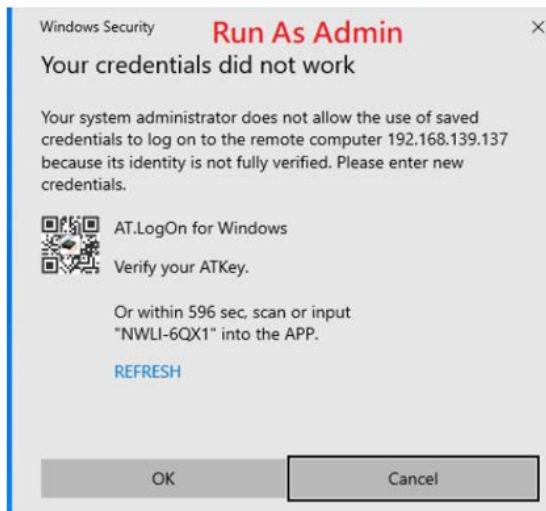 Windows Security
Run As Admin
Your credentials did not work
Your system administrator does not allow the use of saved
credentials to log on to the remote computer 192.168.139.137
because its identity is not fully verified. Please enter new
credentials.
AT.LogOn for Windows
Verify your ATKey.
Or within 596 sec, scan or input
"NWLI-6QX1" into the APP.
REFRESH
OK
Cancel